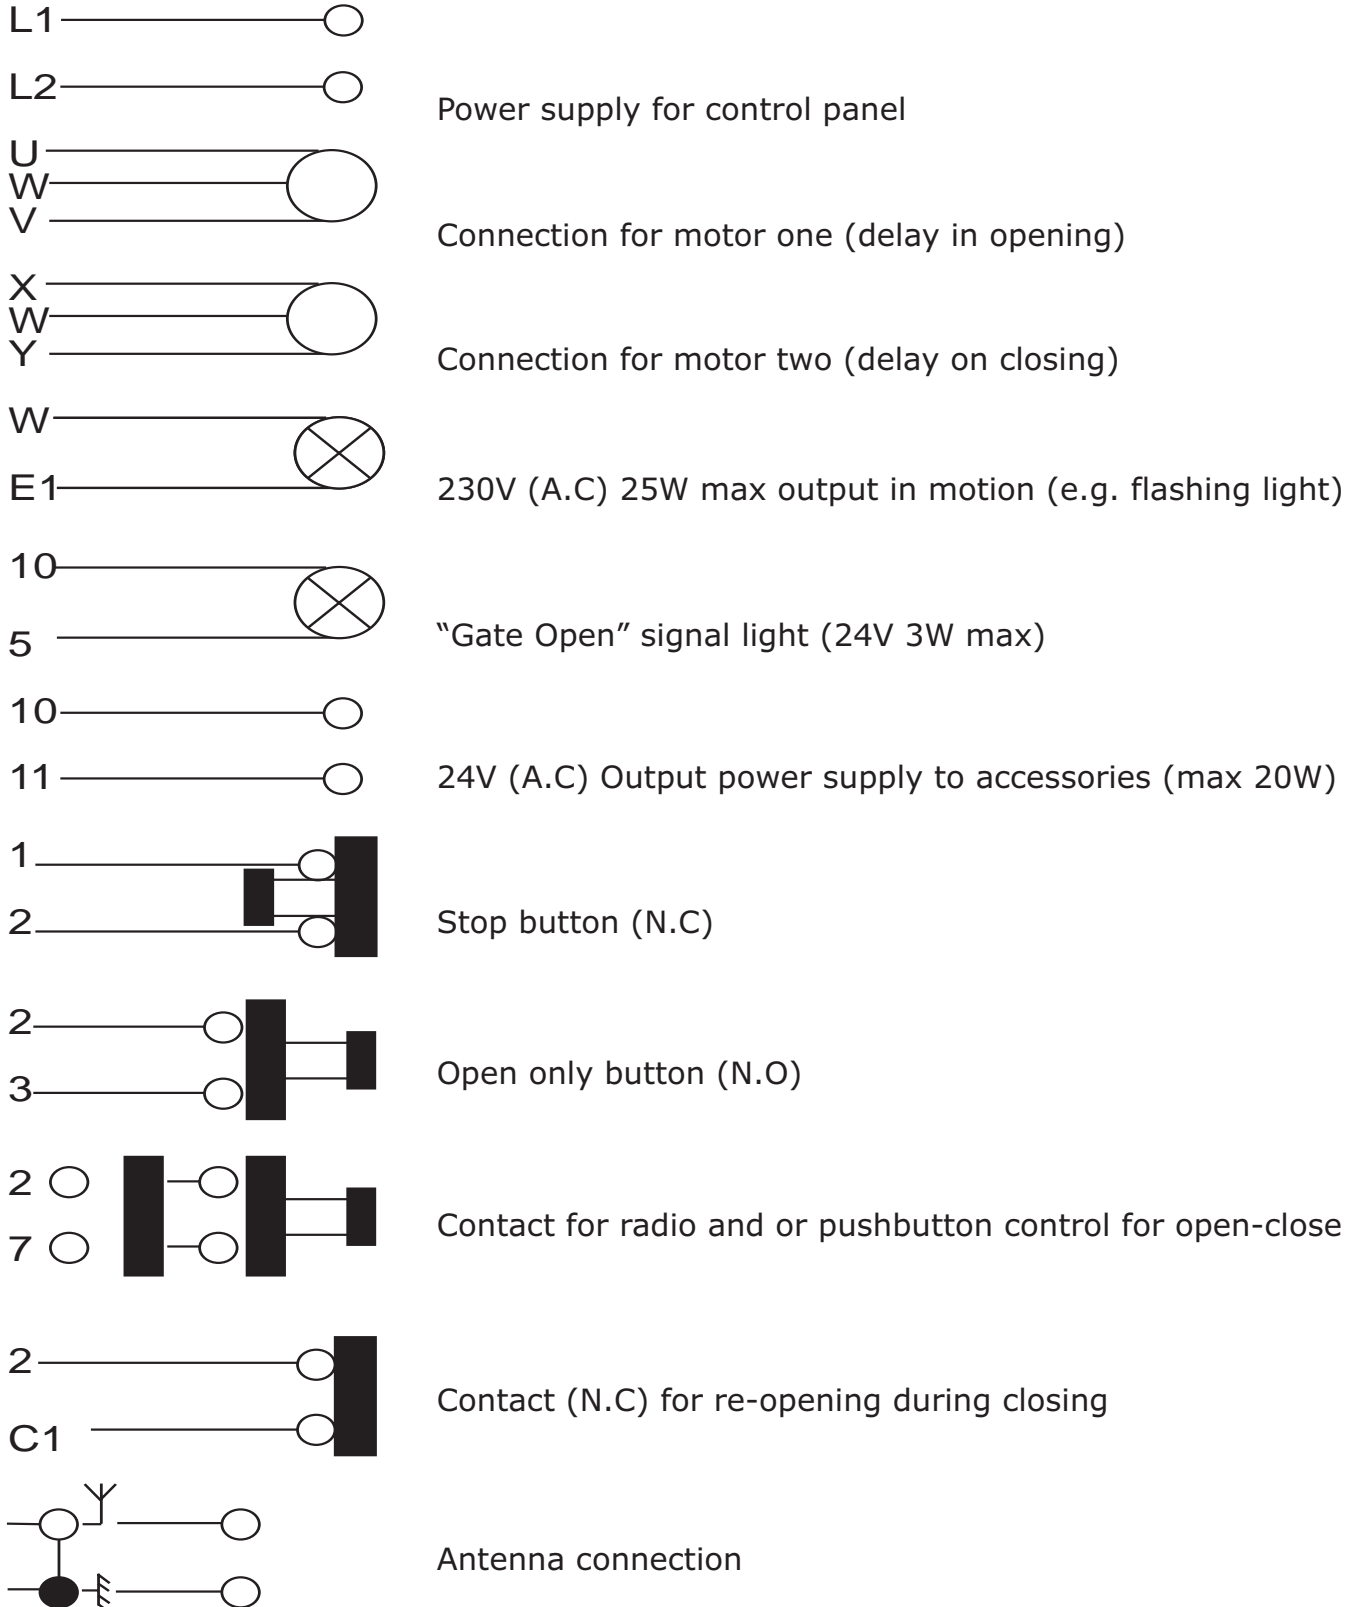 L1
L2
Power supply for control panel
U
W
V
Connection for motor one (delay in opening)
X
W
Y
Connection for motor two (delay on closing)
W
E1
230V (A.C) 25W max output in motion (e.g. flashing light)
10
5
“Gate Open” signal light (24V 3W max)
10
11
24V (A.C) Output power supply to accessories (max 20W)
1
2
Stop button (N.C)
2
3
Open only button (N.O)
2
7
Contact for radio and or pushbutton control for open-close
2
C1
Contact (N.C) for re-opening during closing
Antenna connection